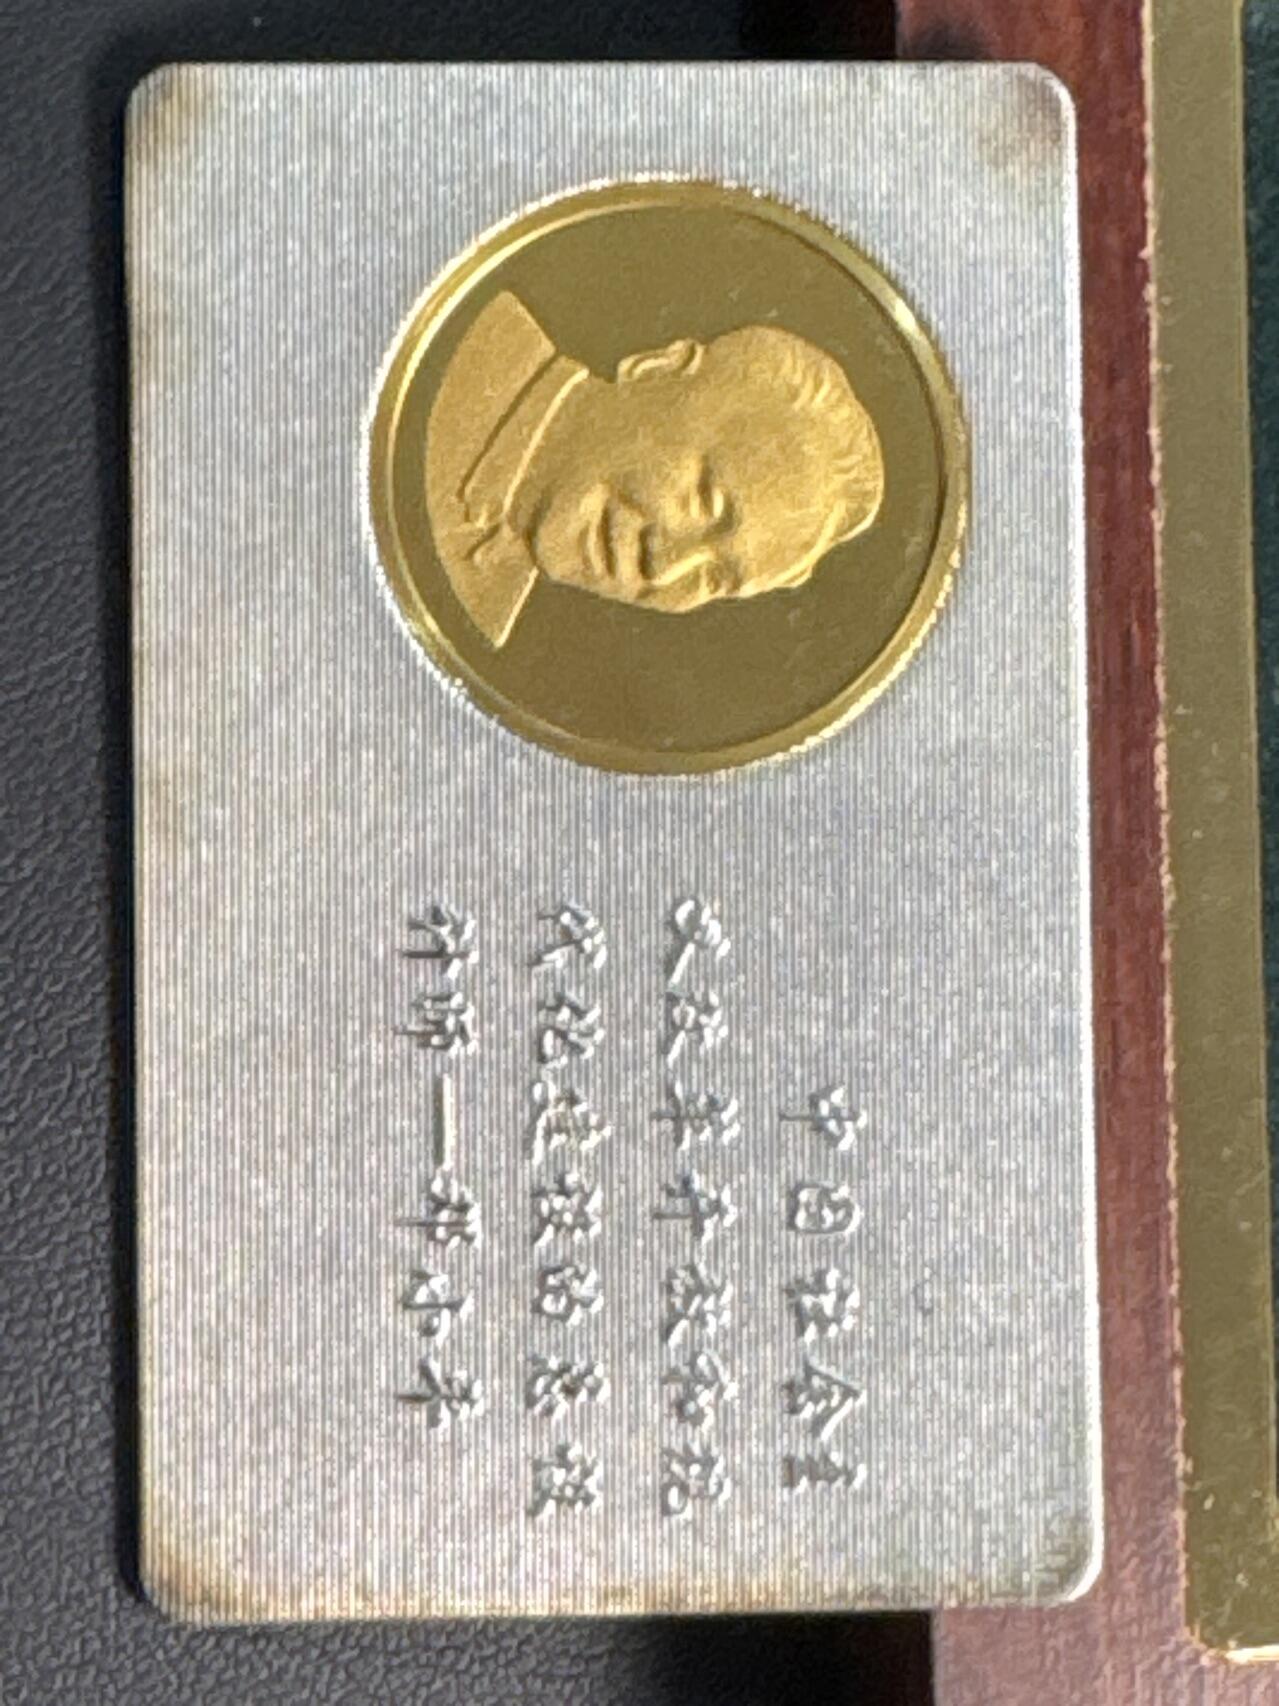 中国社会主
义改革开放和现
代化建设的总设
计师—邓小平